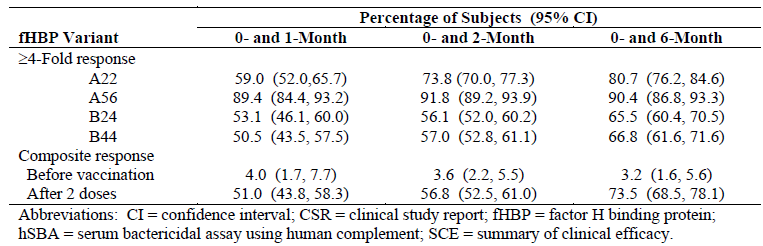 Percentage of Subjects (95% CI)
fHBP Variant 0- and 1-Month 0- and 2-Month 0- and 6-Month
≥4-Fold response
A22 59.0 (52.0,65.7) 73.8 (70.0, 77.3) 80.7 (76.2, 84.6)
A56 89.4 (84.4, 93.2) 91.8 (89.2, 93.9) 90.4 (86.8, 93.3)
B24 53.1 (46.1, 60.0) 56.1 (52.0, 60.2) 65.5 (60.4, 70.5)
B44 50.5 (43.5, 57.5) 57.0 (52.8, 61.1) 66.8 (61.6, 71.6)
Composite response
Before vaccination 4.0 (1.7, 7.7) 3.6 (2.2, 5.5) 3.2 (1.6, 5.6)
After 2 doses 51.0 (43.8, 58.3) 56.8 (52.5, 61.0) 73.5 (68.5, 78.1)
Abbreviations: CI = confidence interval; CSR = clinical study report; fHBP = factor H binding protein;
hSBA = serum bactericidal assay using human complement; SCE = summary of clinical efficacy.